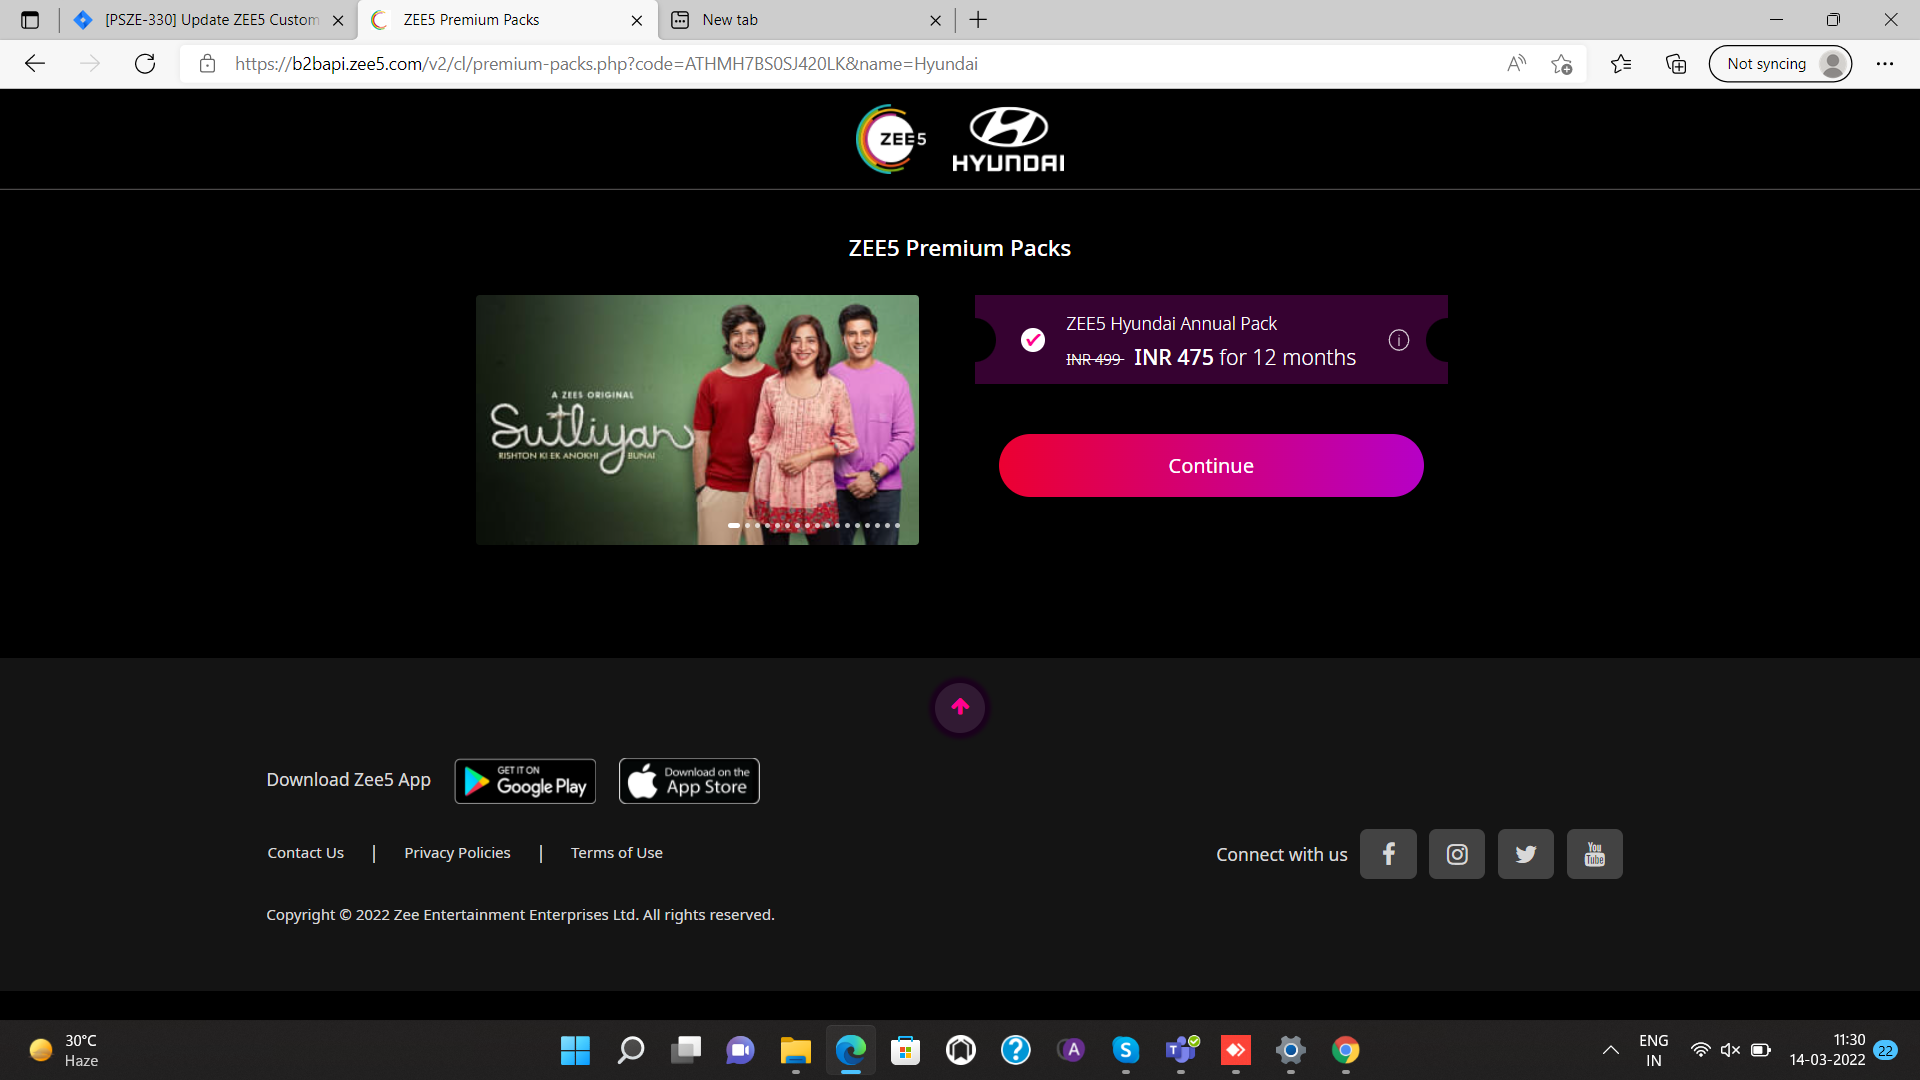 [PSZE-330] Update ZEE5 Custom
ZEE5 Premium Packs
New tab
https://b2bapi.zee5.com/v2/cl/premium-packs.php?code=ATHMH7BS0SJ420LK&name=Hyundai
Not syncing
ZEE5
HYUNDAI
ZEE5 Premium Packs
A ZEE5 ORIGINAL
Sutliyan
RISHTON KI EK ANOKHI BUNAI
ZEE5 Hyundai Annual Pack
INR 499 INR 475 for 12 months
Continue
Download Zee5 App
GET IT ON
Google Play
Download on the
App Store
Contact Us | Privacy Policies | Terms of Use
Connect with us
You
Tube
Copyright © 2022 Zee Entertainment Enterprises Ltd. All rights reserved.
30°C
Haze
ENG
IN
11:30
14-03-2022
22